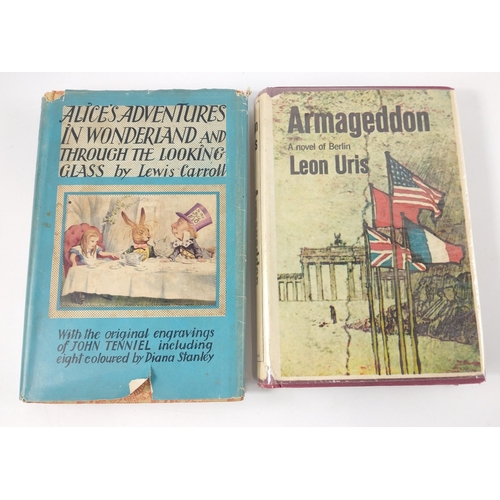 ALICE'S ADVENTURES
IN WONDERLAND AND
THROUGH THE LOOKING-
GLASS by Lewis Carroll
With the original engravings
of JOHN TENNIEL including
eight coloured by Diana Stanley
Armageddon
A novel of Berlin
Leon Uris